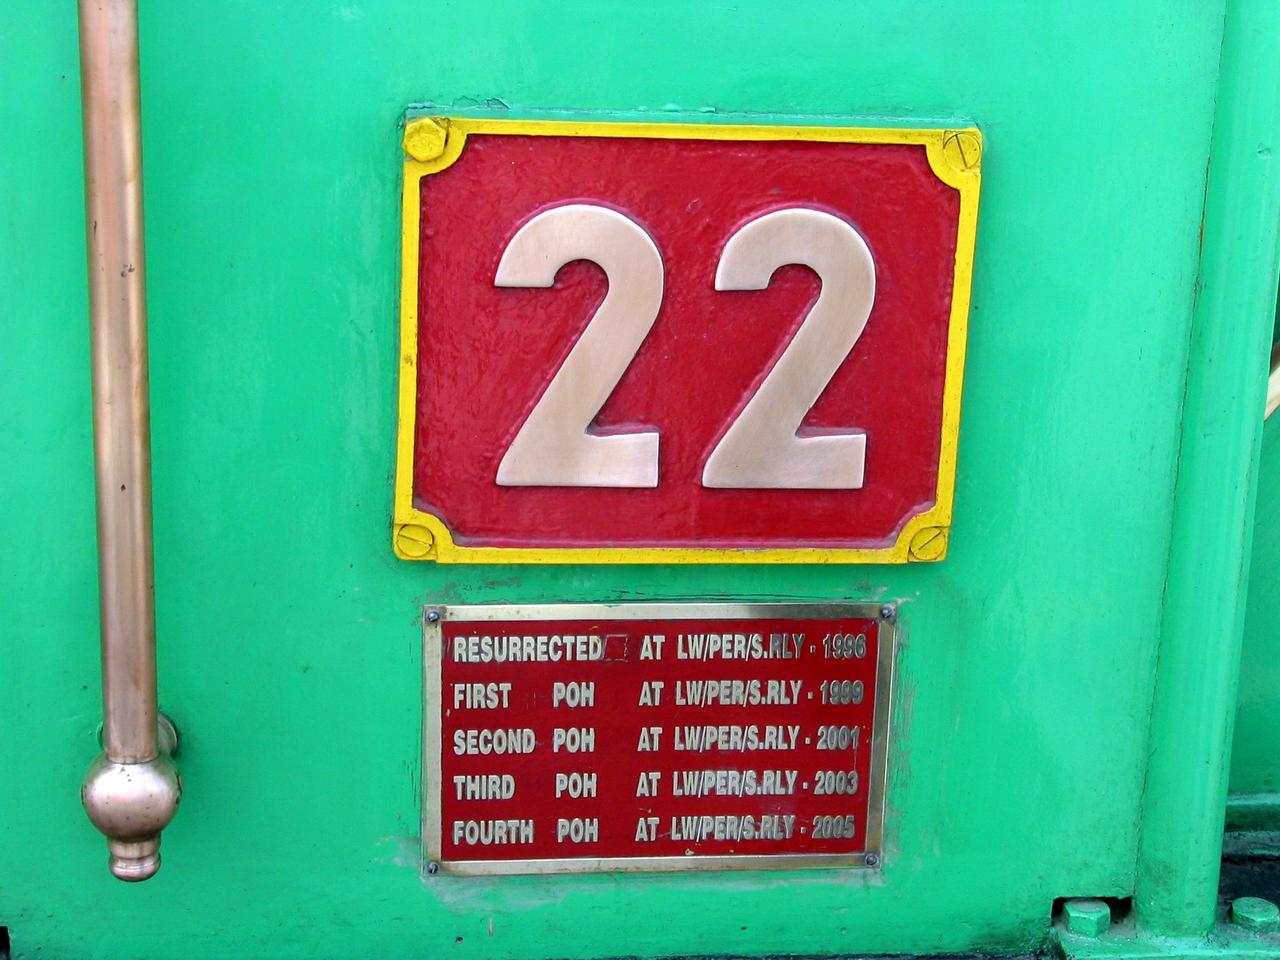 22
RESURRECTED AT LW/PER/S.RLY - 1996
FIRST POH AT LW/PER/S.RLY - 1999
SECOND POH AT LW/PER/S.RLY - 2001
THIRD POH AT LW/PER/S.RLY - 2003
FOURTH POH AT LW/PER/S.RLY - 2005